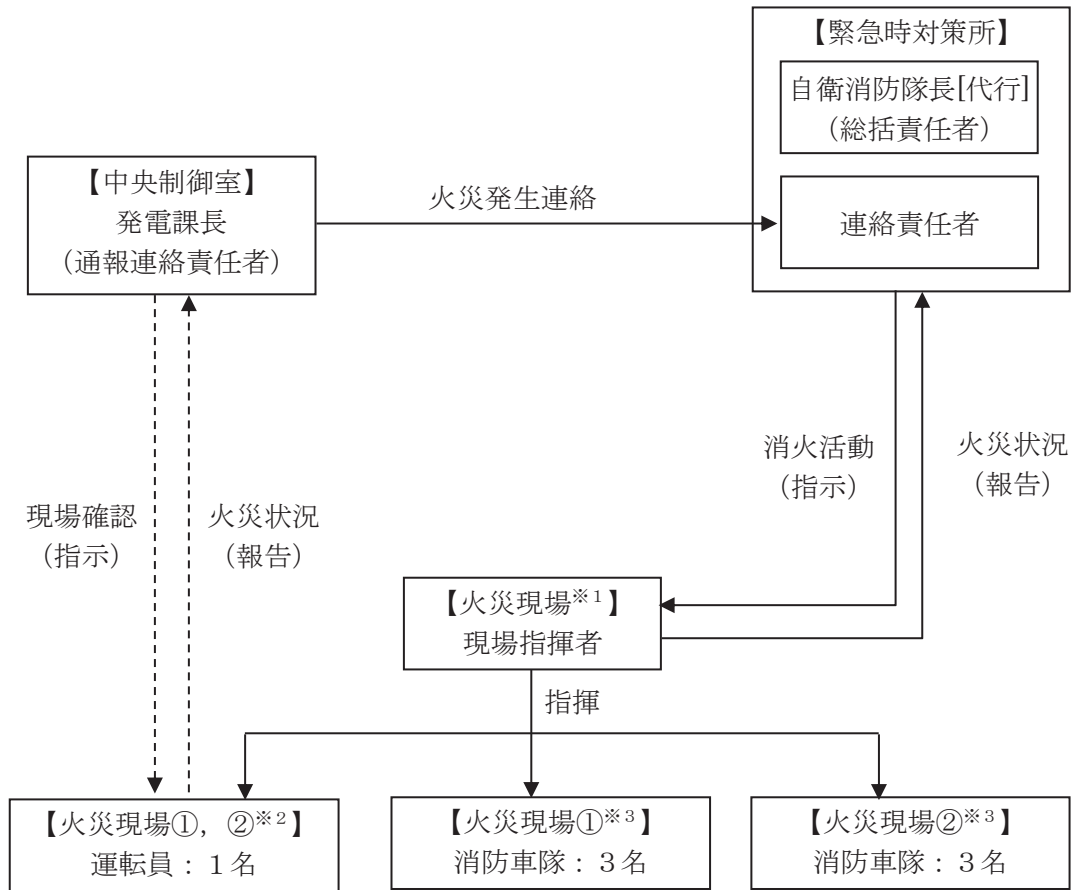 【緊急時対策所】
自衛消防隊長[代行]
（総括責任者）
【中央制御室】
発電課長
（通報連絡責任者）
火災発生連絡
連絡責任者
消火活動
（指示）
火災状況
（報告）
現場確認
（指示）
火災状況
（報告）
【火災現場※1】
現場指揮者
指揮
【火災現場①，②※2】
運転員：１名
【火災現場①※3】
消防車隊：３名
【火災現場②※3】
消防車隊：３名